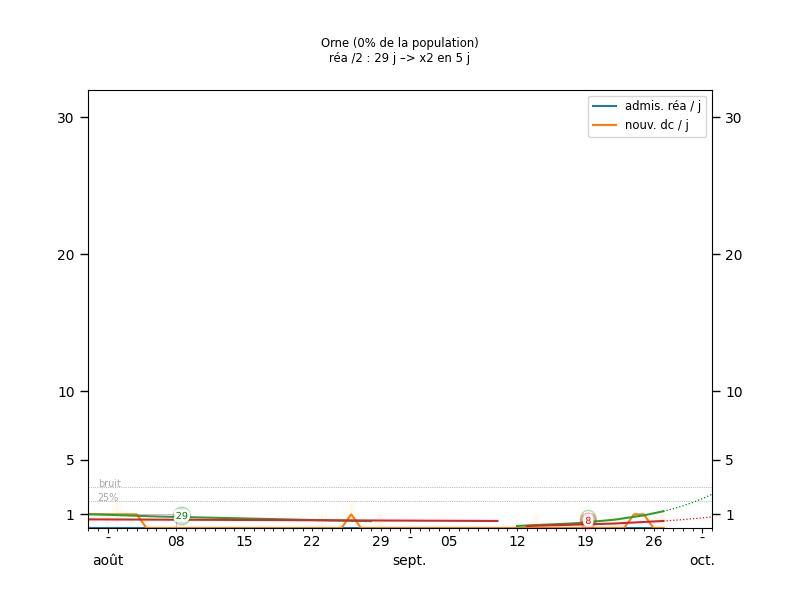 Orne (0% de la population)
réa /2 : 29 j –> x2 en 5 j
admis. réa / j
nouv. dc / j
30 30
20 20
10 10
5 5
bruit
25%
1 1
29 8
- 08 15 22 29 - 05 12 19 26 -
août sept. oct.